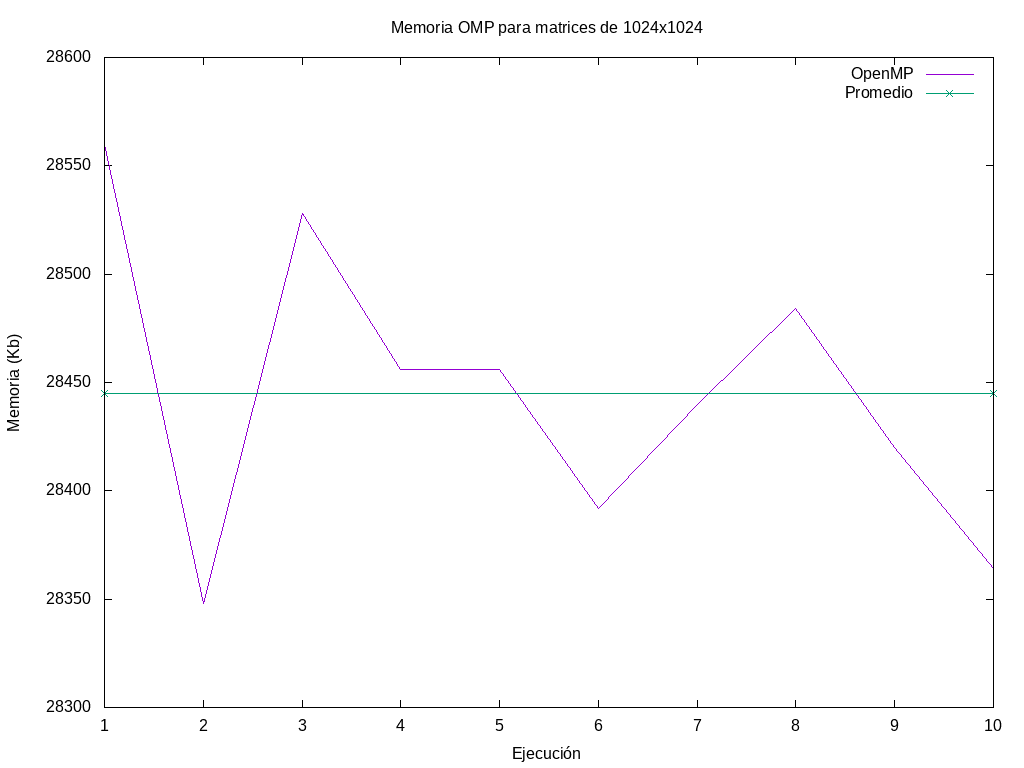 Memoria OMP para matrices de 1024x1024
28600
28550
28500
28450
28400
28350
28300
Memoria (Kb)
OpenMP
Promedio
1 2 3 4 5 6 7 8 9 10
Ejecución